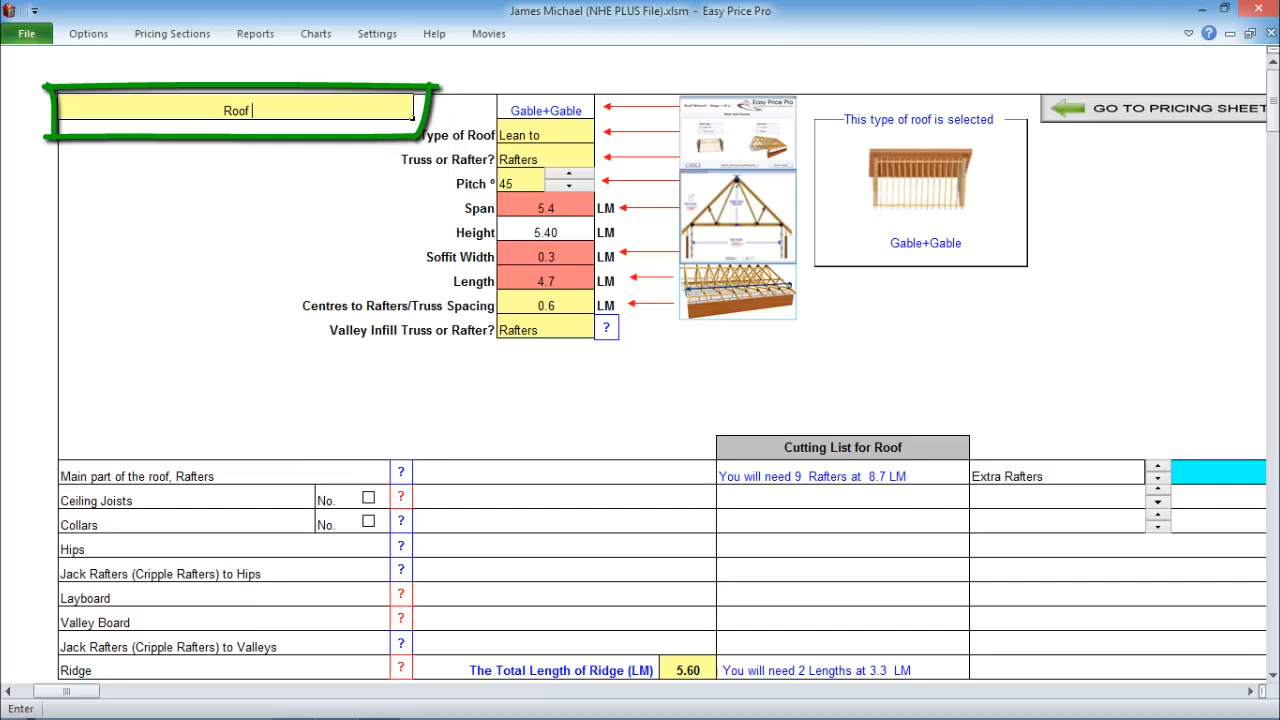 James Michael (NHE PLUS File).xlsm - Easy Price Pro
File Options Pricing Sections Reports Charts Settings Help Movies
Roof
Gable+Gable
GO TO PRICING SHEET
This type of roof is selected
Type of Roof Lean to
Truss or Rafter? Rafters
Pitch º 45
Span 5.4 LM
Height 5.40 LM
Gable+Gable
Soffit Width 0.3 LM
Length 4.7 LM
Centres to Rafters/Truss Spacing 0.6 LM
Valley Infill Truss or Rafter? Rafters ?
Easy Price Pro
Cutting List for Roof
Main part of the roof, Rafters ? You will need 9 Rafters at 8.7 LM Extra Rafters
Ceiling Joists No. ?
Collars No. ?
Hips ?
Jack Rafters (Cripple Rafters) to Hips ?
Layboard ?
Valley Board ?
Jack Rafters (Cripple Rafters) to Valleys ?
Ridge ? The Total Length of Ridge (LM) 5.60 You will need 2 Lengths at 3.3 LM
Enter